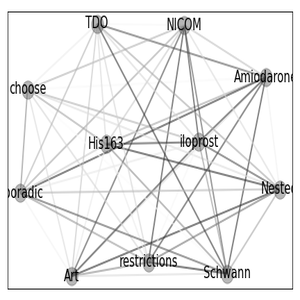 TDO
NICOM
Amiodarone
choose
His163
iloprost
poradic
Nested
restrictions
Art
Schwann